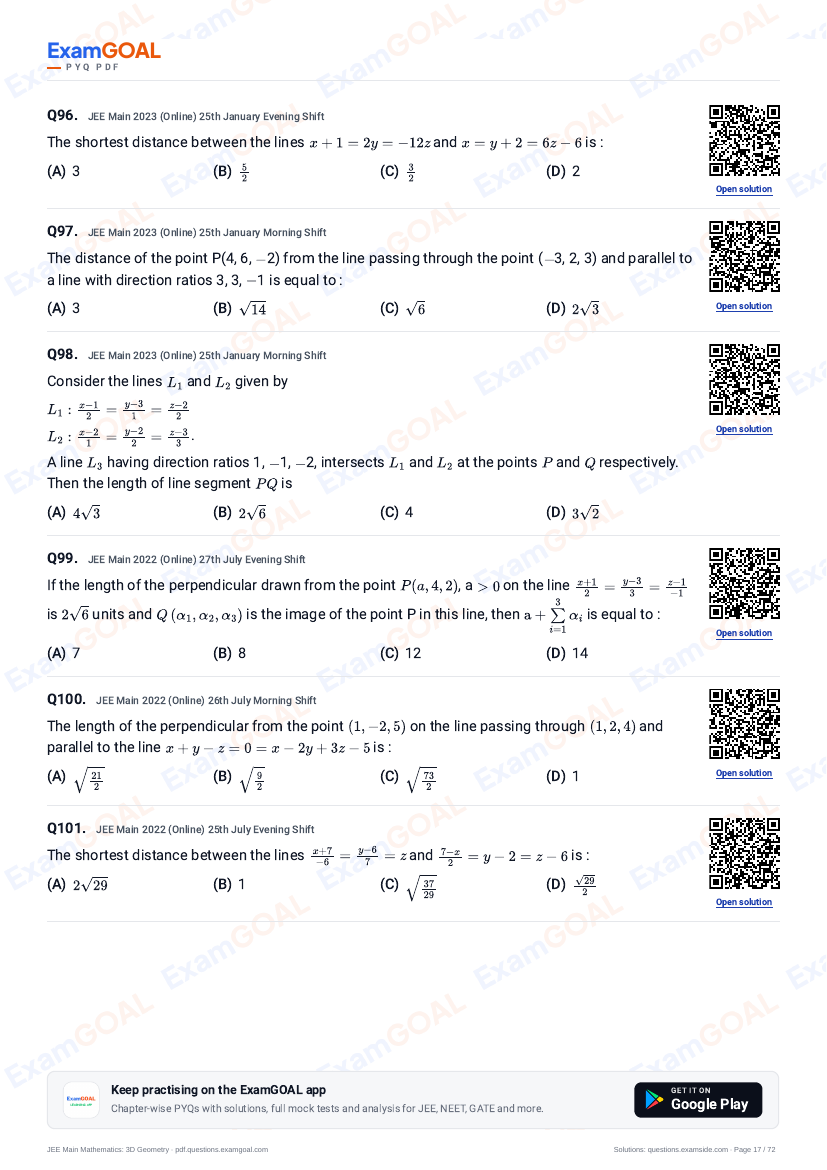 ExamGOAL
PYQ PDF
Q96. JEE Main 2023 (Online) 25th January Evening Shift
The shortest distance between the lines x + 1 = 2y = −12z and x = y + 2 = 6z − 6 is :
(A) 3 (B) 5/2 (C) 3/2 (D) 2
Open solution
Q97. JEE Main 2023 (Online) 25th January Morning Shift
The distance of the point P(4, 6, −2) from the line passing through the point (−3, 2, 3) and parallel to
a line with direction ratios 3, 3, −1 is equal to :
(A) 3 (B) √14 (C) √6 (D) 2√3
Open solution
Q98. JEE Main 2023 (Online) 25th January Morning Shift
Consider the lines L₁ and L₂ given by
L₁ : (x−1)/2 = (y−3)/1 = (z−2)/2
L₂ : (x−2)/1 = (y−2)/2 = (z−3)/3.
A line L₃ having direction ratios 1, −1, −2, intersects L₁ and L₂ at the points P and Q respectively.
Then the length of line segment PQ is
(A) 4√3 (B) 2√6 (C) 4 (D) 3√2
Open solution
Q99. JEE Main 2022 (Online) 27th July Evening Shift
If the length of the perpendicular drawn from the point P(a, 4, 2), a > 0 on the line (x+1)/2 = (y−3)/3 = (z−1)/−1
is 2√6 units and Q (α₁, α₂, α₃) is the image of the point P in this line, then a + ∑_{i=1}^{3} αᵢ is equal to :
(A) 7 (B) 8 (C) 12 (D) 14
Open solution
Q100. JEE Main 2022 (Online) 26th July Morning Shift
The length of the perpendicular from the point (1, −2, 5) on the line passing through (1, 2, 4) and
parallel to the line x + y − z = 0 = x − 2y + 3z − 5 is :
(A) √(21/2) (B) √(9/2) (C) √(73/2) (D) 1
Open solution
Q101. JEE Main 2022 (Online) 25th July Evening Shift
The shortest distance between the lines (x+7)/−6 = (y−6)/7 = z and (7−x)/2 = y − 2 = z − 6 is :
(A) 2√29 (B) 1 (C) √(37/29) (D) √29/2
Open solution
Keep practising on the ExamGOAL app
Chapter-wise PYQs with solutions, full mock tests and analysis for JEE, NEET, GATE and more.
GET IT ON
Google Play
JEE Main Mathematics: 3D Geometry · pdf.questions.examgoal.com
Solutions: questions.examside.com · Page 17 / 72